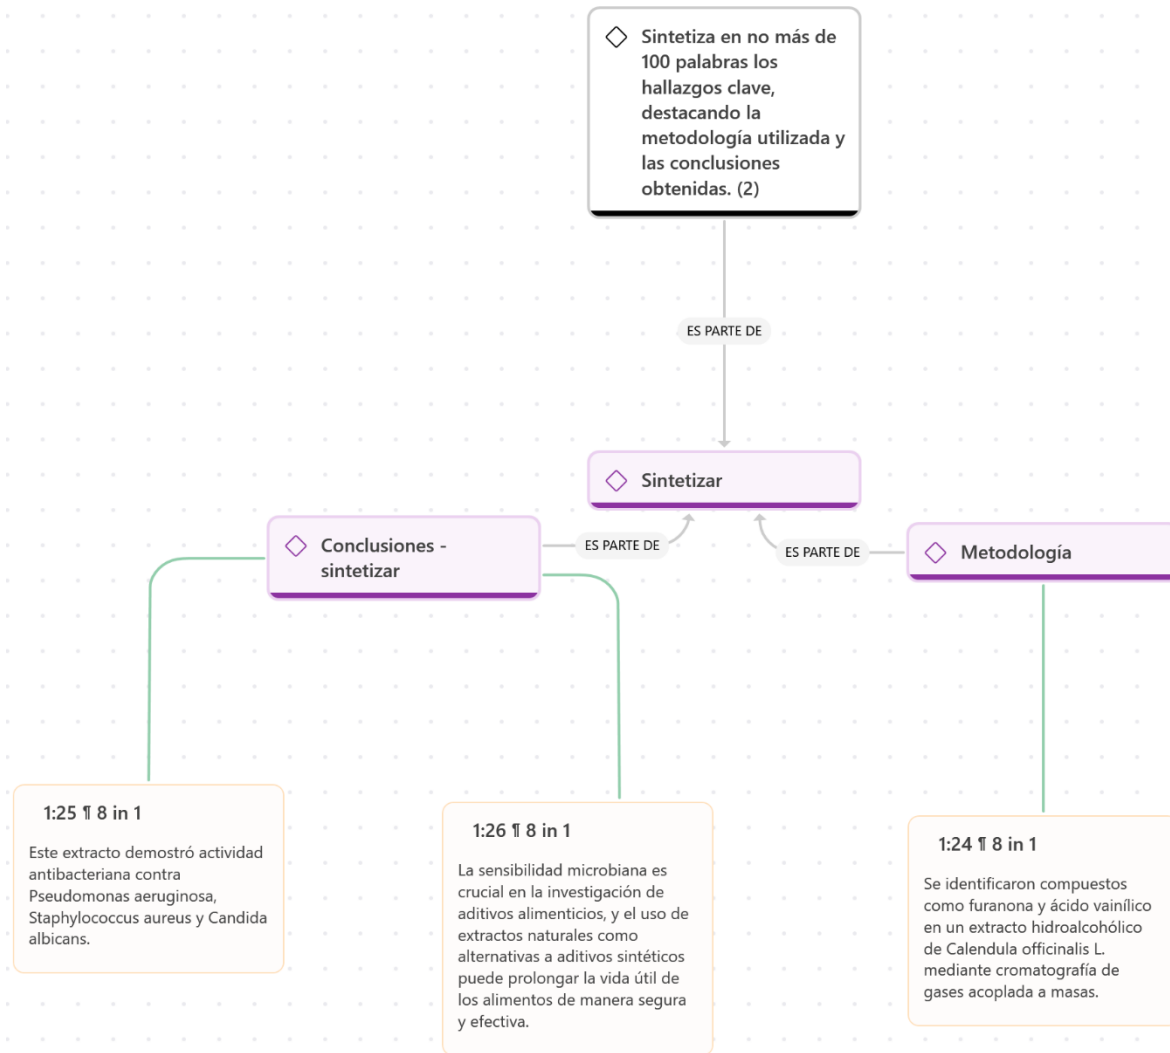 Sintetiza en no más de
100 palabras los
hallazgos clave,
destacando la
metodología utilizada y
las conclusiones
obtenidas. (2)
ES PARTE DE
Sintetizar
Conclusiones -
sintetizar
ES PARTE DE
ES PARTE DE
Metodología
1:25 ¶ 8 in 1
Este extracto demostró actividad
antibacteriana contra
Pseudomonas aeruginosa,
Staphylococcus aureus y Candida
albicans.
1:26 ¶ 8 in 1
La sensibilidad microbiana es
crucial en la investigación de
aditivos alimenticios, y el uso de
extractos naturales como
alternativas a aditivos sintéticos
puede prolongar la vida útil de
los alimentos de manera segura
y efectiva.
1:24 ¶ 8 in 1
Se identificaron compuestos
como furanona y ácido vainílico
en un extracto hidroalcohólico
de Calendula officinalis L.
mediante cromatografía de
gases acoplada a masas.